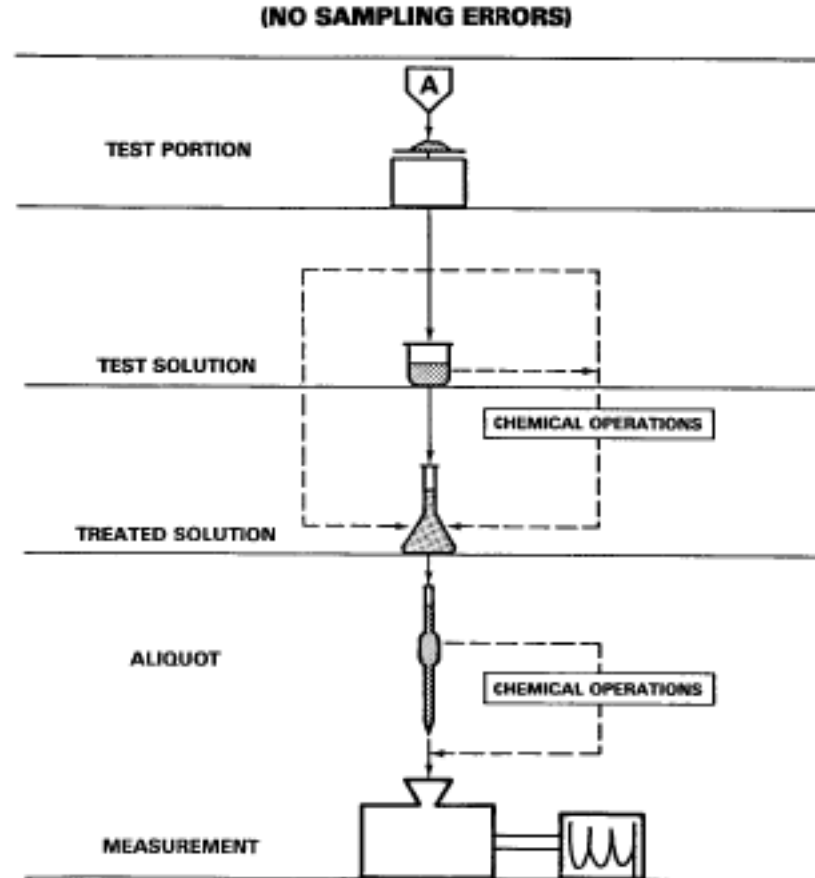 (NO SAMPLING ERRORS)
A
TEST PORTION
TEST SOLUTION
CHEMICAL OPERATIONS
TREATED SOLUTION
ALIQUOT
CHEMICAL OPERATIONS
MEASUREMENT